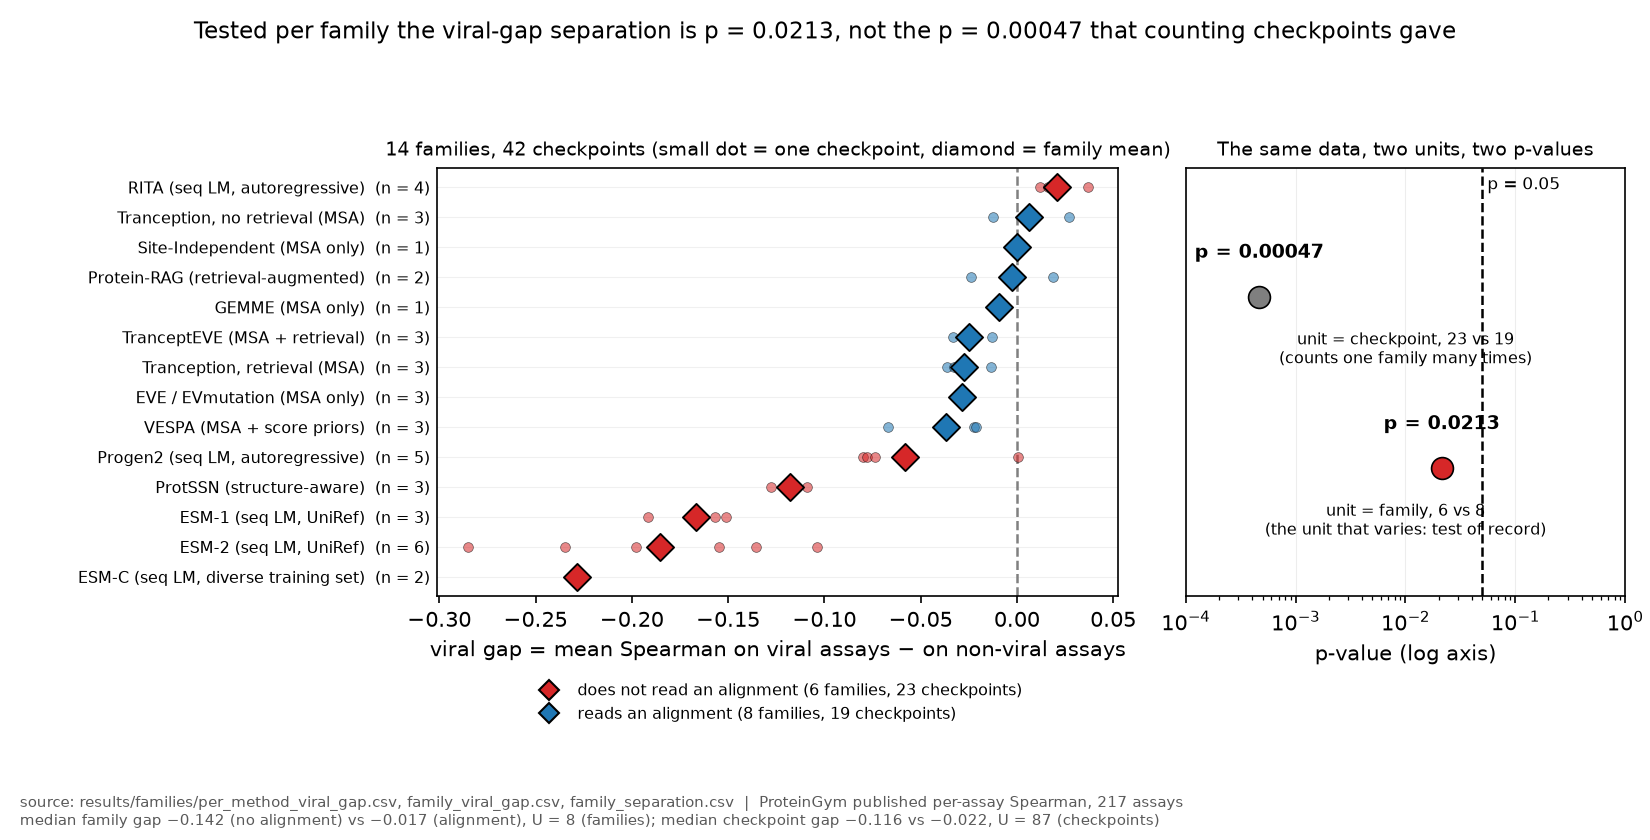 Tested per family the viral-gap separation is p = 0.0213, not the p = 0.00047 that counting checkpoints gave
14 families, 42 checkpoints (small dot = one checkpoint, diamond = family mean)
RITA (seq LM, autoregressive)  (n = 4)
Tranception, no retrieval (MSA)  (n = 3)
Site-Independent (MSA only)  (n = 1)
Protein-RAG (retrieval-augmented)  (n = 2)
GEMME (MSA only)  (n = 1)
TranceptEVE (MSA + retrieval)  (n = 3)
Tranception, retrieval (MSA)  (n = 3)
EVE / EVmutation (MSA only)  (n = 3)
VESPA (MSA + score priors)  (n = 3)
Progen2 (seq LM, autoregressive)  (n = 5)
ProtSSN (structure-aware)  (n = 3)
ESM-1 (seq LM, UniRef)  (n = 3)
ESM-2 (seq LM, UniRef)  (n = 6)
ESM-C (seq LM, diverse training set)  (n = 2)
−0.30 −0.25 −0.20 −0.15 −0.10 −0.05 0.00 0.05
viral gap = mean Spearman on viral assays − on non-viral assays
does not read an alignment (6 families, 23 checkpoints)
reads an alignment (8 families, 19 checkpoints)
The same data, two units, two p-values
p = 0.05
p = 0.00047
unit = checkpoint, 23 vs 19
(counts one family many times)
p = 0.0213
unit = family, 6 vs 8
(the unit that varies: test of record)
10⁻⁴ 10⁻³ 10⁻² 10⁻¹ 10⁰
p-value (log axis)
source: results/families/per_method_viral_gap.csv, family_viral_gap.csv, family_separation.csv  |  ProteinGym published per-assay Spearman, 217 assays
median family gap −0.142 (no alignment) vs −0.017 (alignment), U = 8 (families); median checkpoint gap −0.116 vs −0.022, U = 87 (checkpoints)